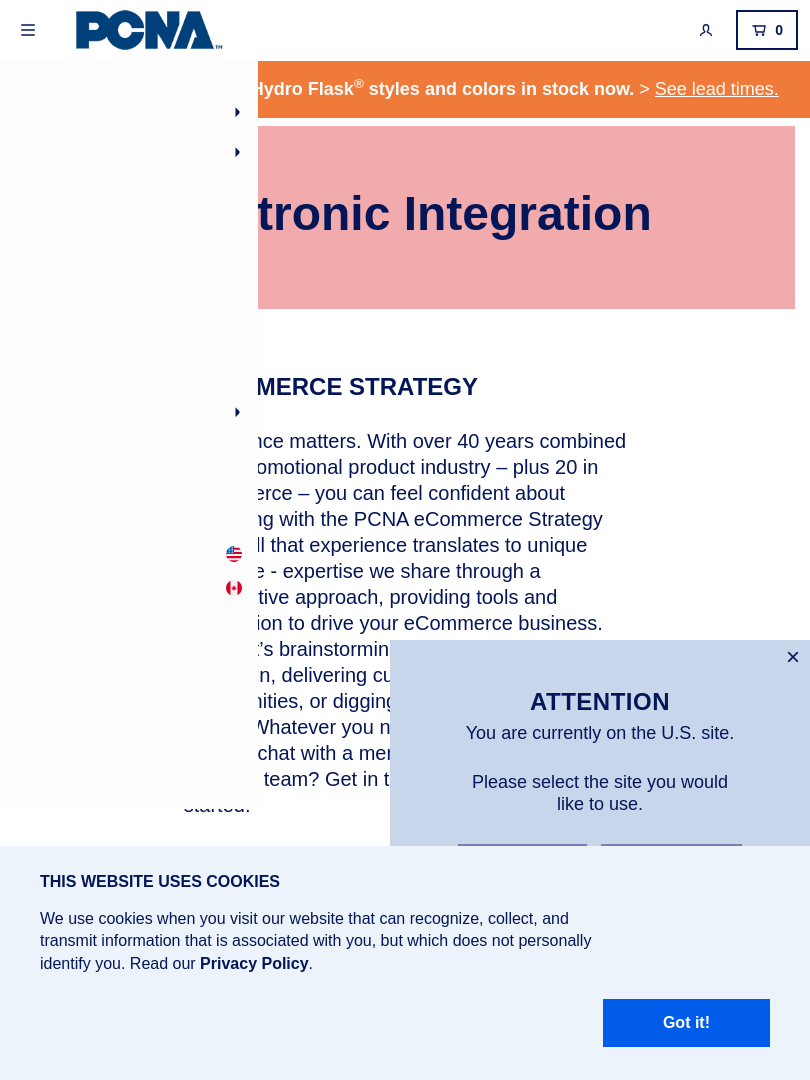 PCNA™
0
Hydro Flask® styles and colors in stock now. > See lead times.
tronic Integration
MERCE STRATEGY
nce matters. With over 40 years combined
omotional product industry – plus 20 in
erce – you can feel confident about
ng with the PCNA eCommerce Strategy
ll that experience translates to unique
e - expertise we share through a
tive approach, providing tools and
ion to drive your eCommerce business.
t’s brainstorming
n, delivering cu
nities, or digging
Whatever you n
chat with a mem
team? Get in t
started!
ATTENTION
You are currently on the U.S. site.
Please select the site you would
like to use.
THIS WEBSITE USES COOKIES
We use cookies when you visit our website that can recognize, collect, and
transmit information that is associated with you, but which does not personally
identify you. Read our Privacy Policy.
Got it!